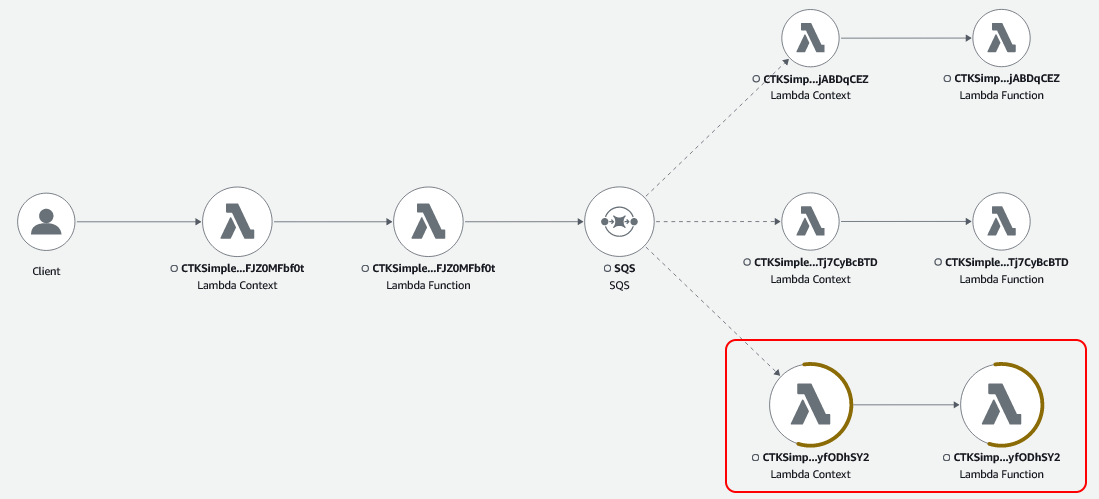 CTKSimp...jABDqCEZ
Lambda Context
CTKSimp...jABDqCEZ
Lambda Function
Client
CTKSimple...FJZ0MFbf0t
Lambda Context
CTKSimple...FJZ0MFbf0t
Lambda Function
SQS
SQS
CTKSimple...Tj7CyBcBTD
Lambda Context
CTKSimple...Tj7CyBcBTD
Lambda Function
CTKSimp...yfODhSY2
Lambda Context
CTKSimp...yfODhSY2
Lambda Function